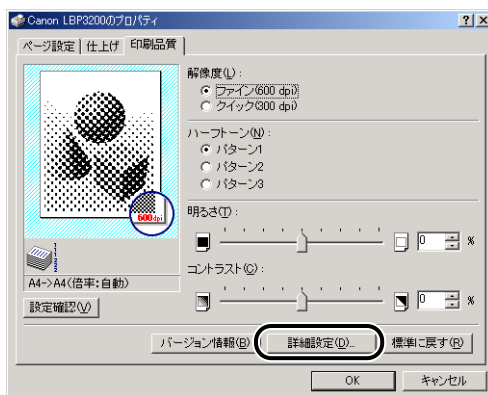 Canon LBP3200のプロパティ
ページ設定 仕上げ 印刷品質
解像度(L):
ファイン(600 dpi)
クイック(300 dpi)
ハーフトーン(N):
パターン1
パターン2
パターン3
600dpi
明るさ(T):
0 %
1
2
3
A4->A4(倍率:自動)
コントラスト(C):
0 %
設定確認(V)
バージョン情報(B) 詳細設定(D)... 標準に戻す(R)
OK キャンセル